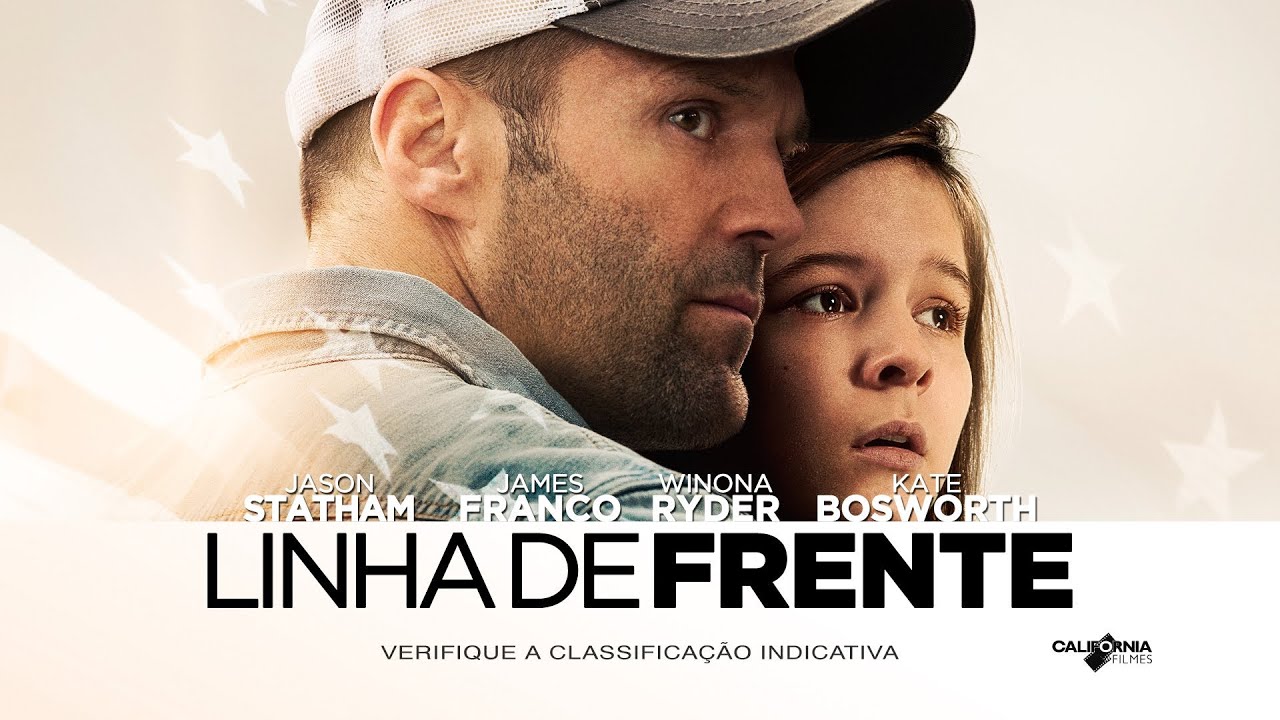 JASON STATHAM
JAMES FRANCO
WINONA RYDER
KATE BOSWORTH
LINHA DE FRENTE
VERIFIQUE A CLASSIFICAÇÃO INDICATIVA
CALIFORNIA
FILMES